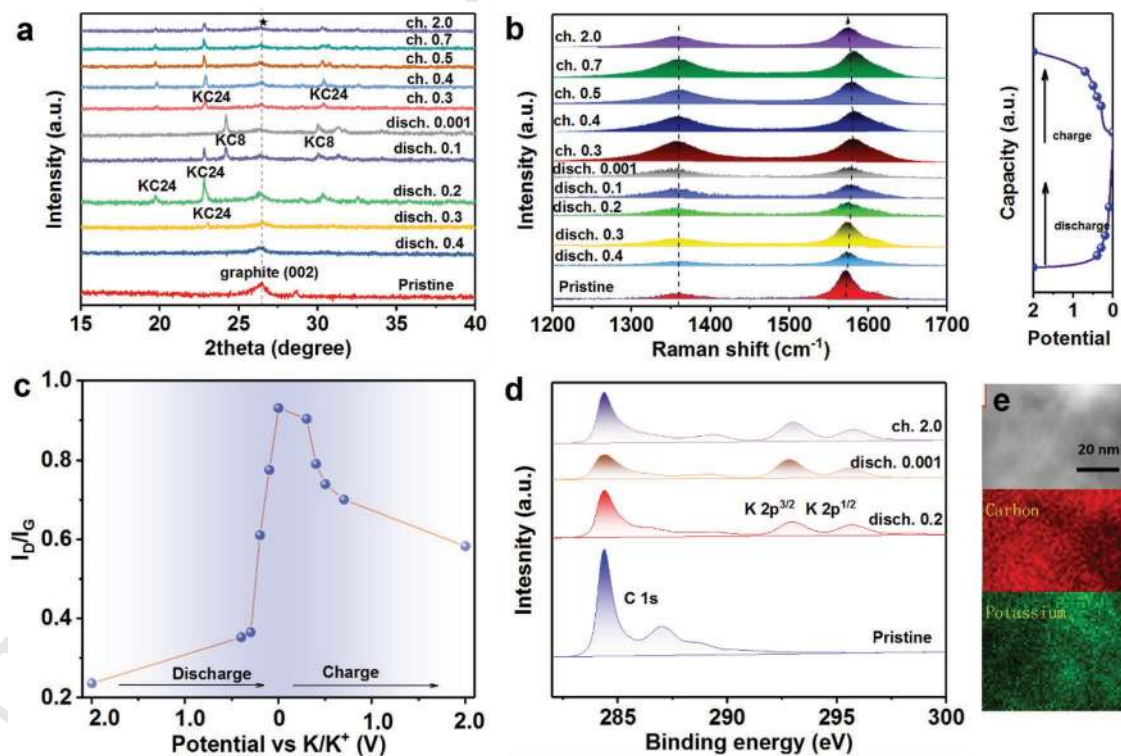 a
ch. 2.0
ch. 0.7
ch. 0.5
ch. 0.4
KC24
KC24
ch. 0.3
disch. 0.001
KC8
KC8
disch. 0.1
KC24
KC24
disch. 0.2
KC24
disch. 0.3
disch. 0.4
graphite (002)
Pristine
Intensity (a.u.)
15 20 25 30 35 40
2theta (degree)
b
ch. 2.0
ch. 0.7
ch. 0.5
ch. 0.4
ch. 0.3
disch. 0.001
disch. 0.1
disch. 0.2
disch. 0.3
disch. 0.4
Pristine
Intensity (a.u.)
1200 1300 1400 1500 1600 1700
Raman shift (cm-1)
Capacity (a.u.)
charge
discharge
2 1 0
Potential
c
1.0
0.8
0.6
0.4
0.2
ID/IG
Discharge
Charge
2.0 1.0 0 1.0 2.0
Potential vs K/K+ (V)
d
ch. 2.0
disch. 0.001
K 2p3/2 K 2p1/2
disch. 0.2
C 1s
Pristine
Intesnity (a.u.)
285 290 295 300
Binding energy (eV)
e
20 nm
Carbon
Potassium